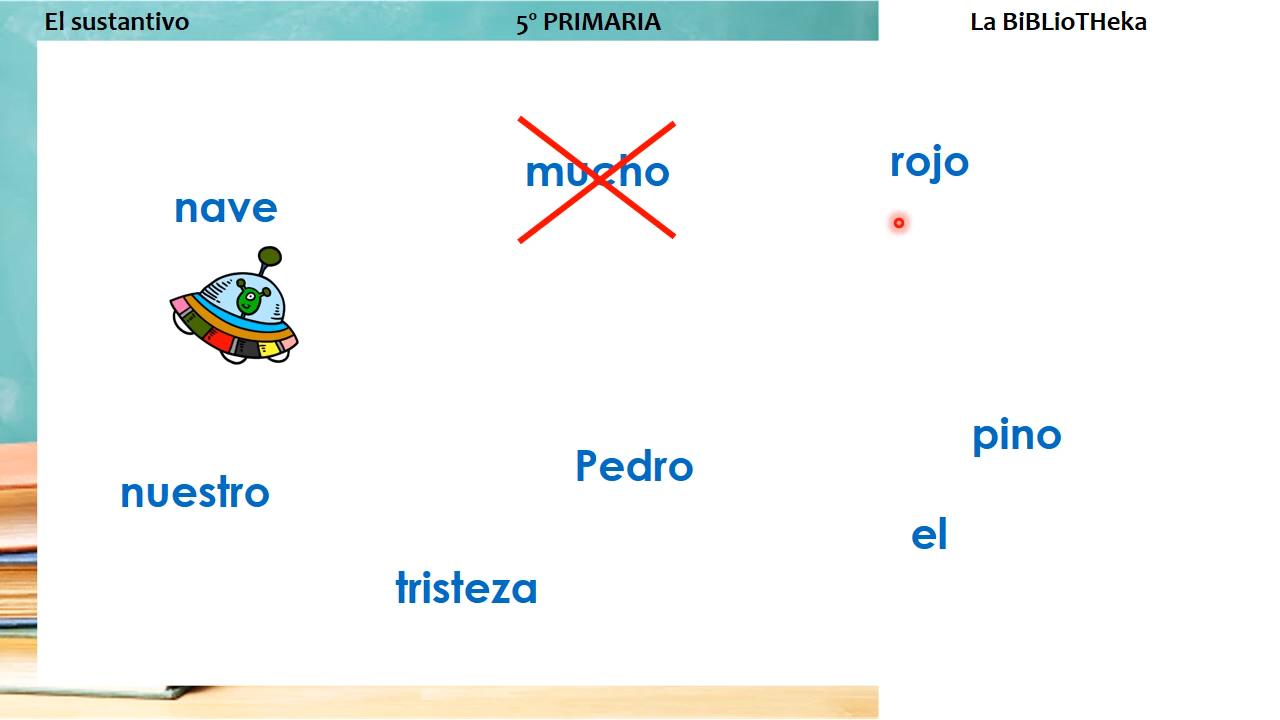 El sustantivo
5º PRIMARIA
La BiBLioTHeka
mucho
rojo
nave
pino
Pedro
nuestro
el
tristeza